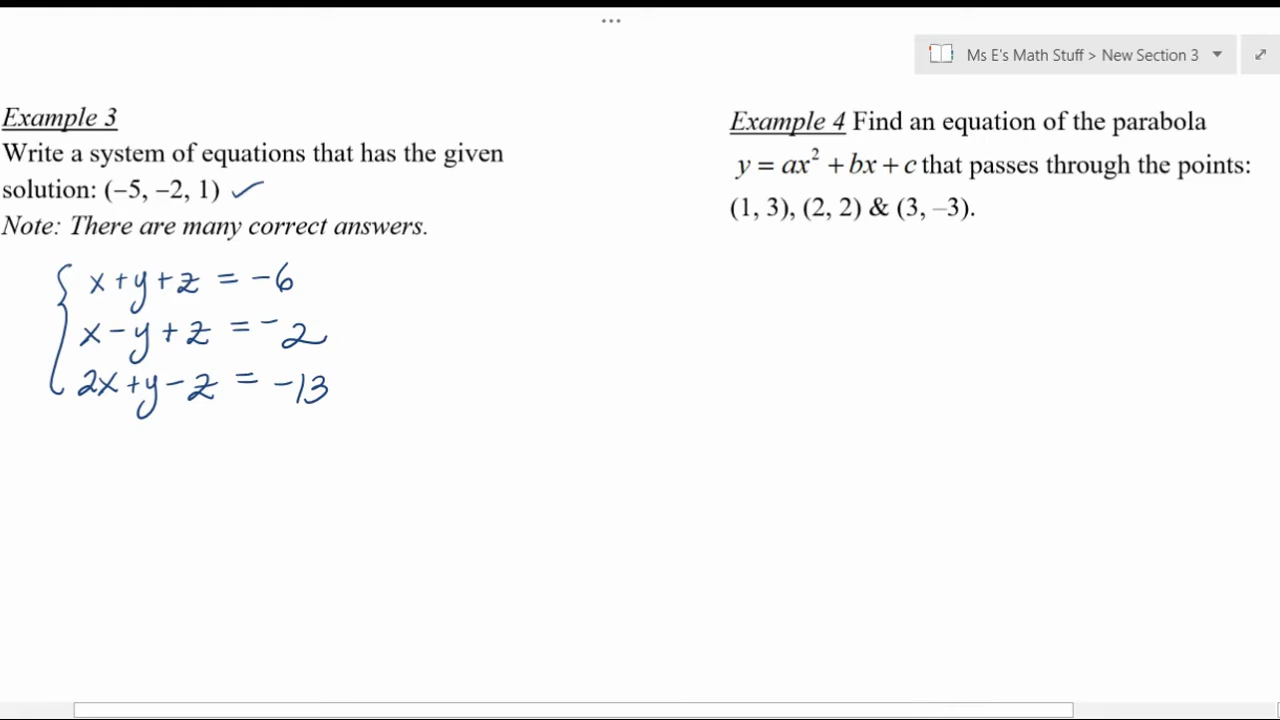 Ms E's Math Stuff > New Section 3
Example 3
Write a system of equations that has the given
solution: (–5, –2, 1) ✓
Note: There are many correct answers.
x + y + z = -6
x - y + z = -2
2x + y - z = -13
Example 4 Find an equation of the parabola
y = ax² + bx + c that passes through the points:
(1, 3), (2, 2) & (3, –3).